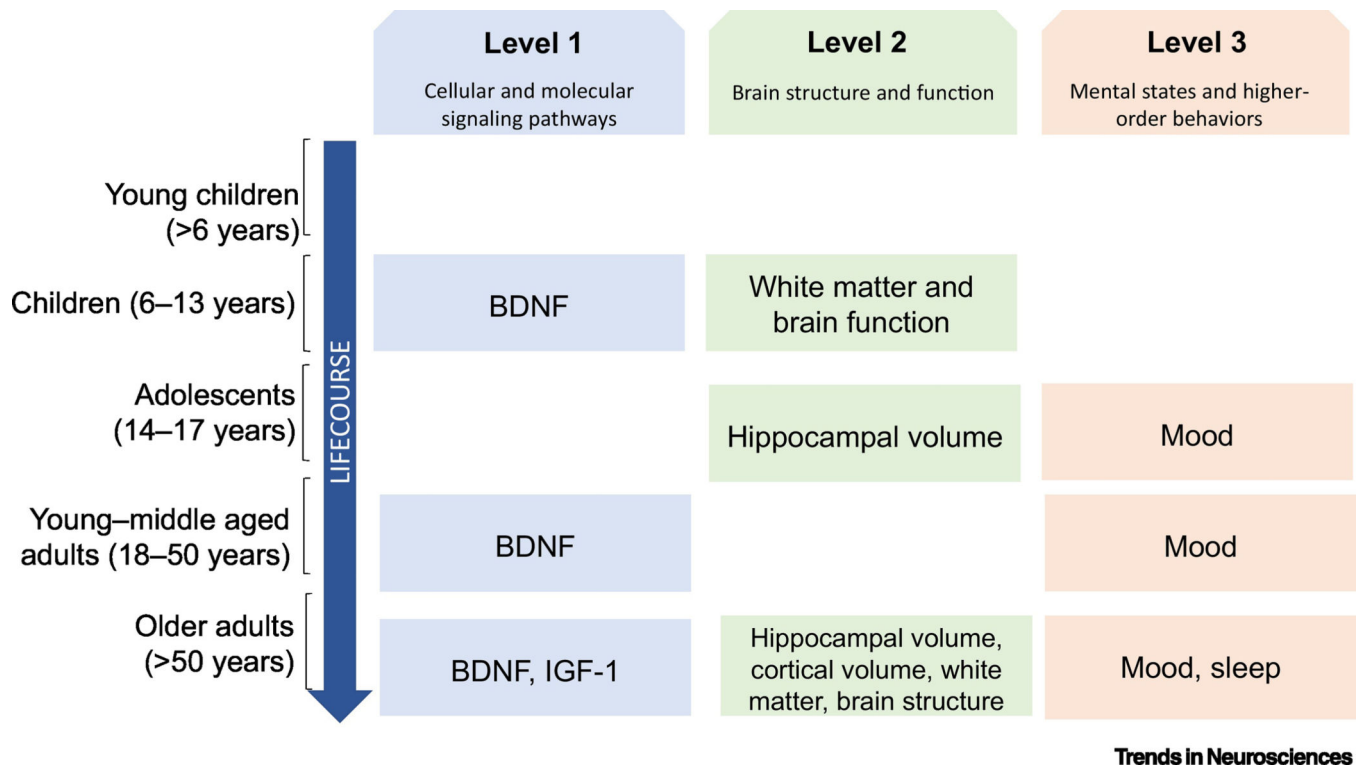 Level 1
Cellular and molecular
signaling pathways
Level 2
Brain structure and function
Level 3
Mental states and higher-
order behaviors
LIFECOURSE
Young children
(>6 years)
Children (6–13 years)
BDNF
White matter and
brain function
Adolescents
(14–17 years)
Hippocampal volume
Mood
Young–middle aged
adults (18–50 years)
BDNF
Mood
Older adults
(>50 years)
BDNF, IGF-1
Hippocampal volume,
cortical volume, white
matter, brain structure
Mood, sleep
Trends in Neurosciences